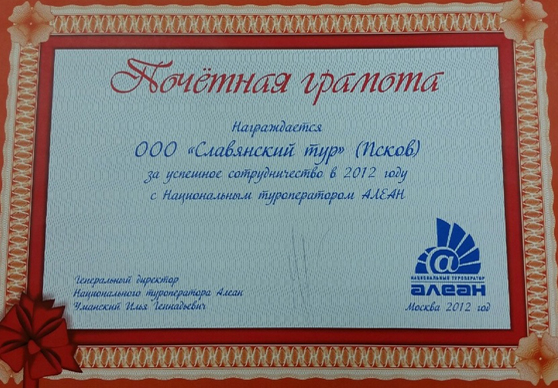 Почётная грамота
Награждается
ООО «Славянский тур» (Псков)
за успешное сотрудничество в 2012 году
с Национальным туроператором АЛЕАН
Генеральный директор
Национального туроператора Алеан
Уманский Илья Геннадьевич
@
НАЦИОНАЛЬНЫЙ ТУРОПЕРАТОР
алеан
Москва 2012 год